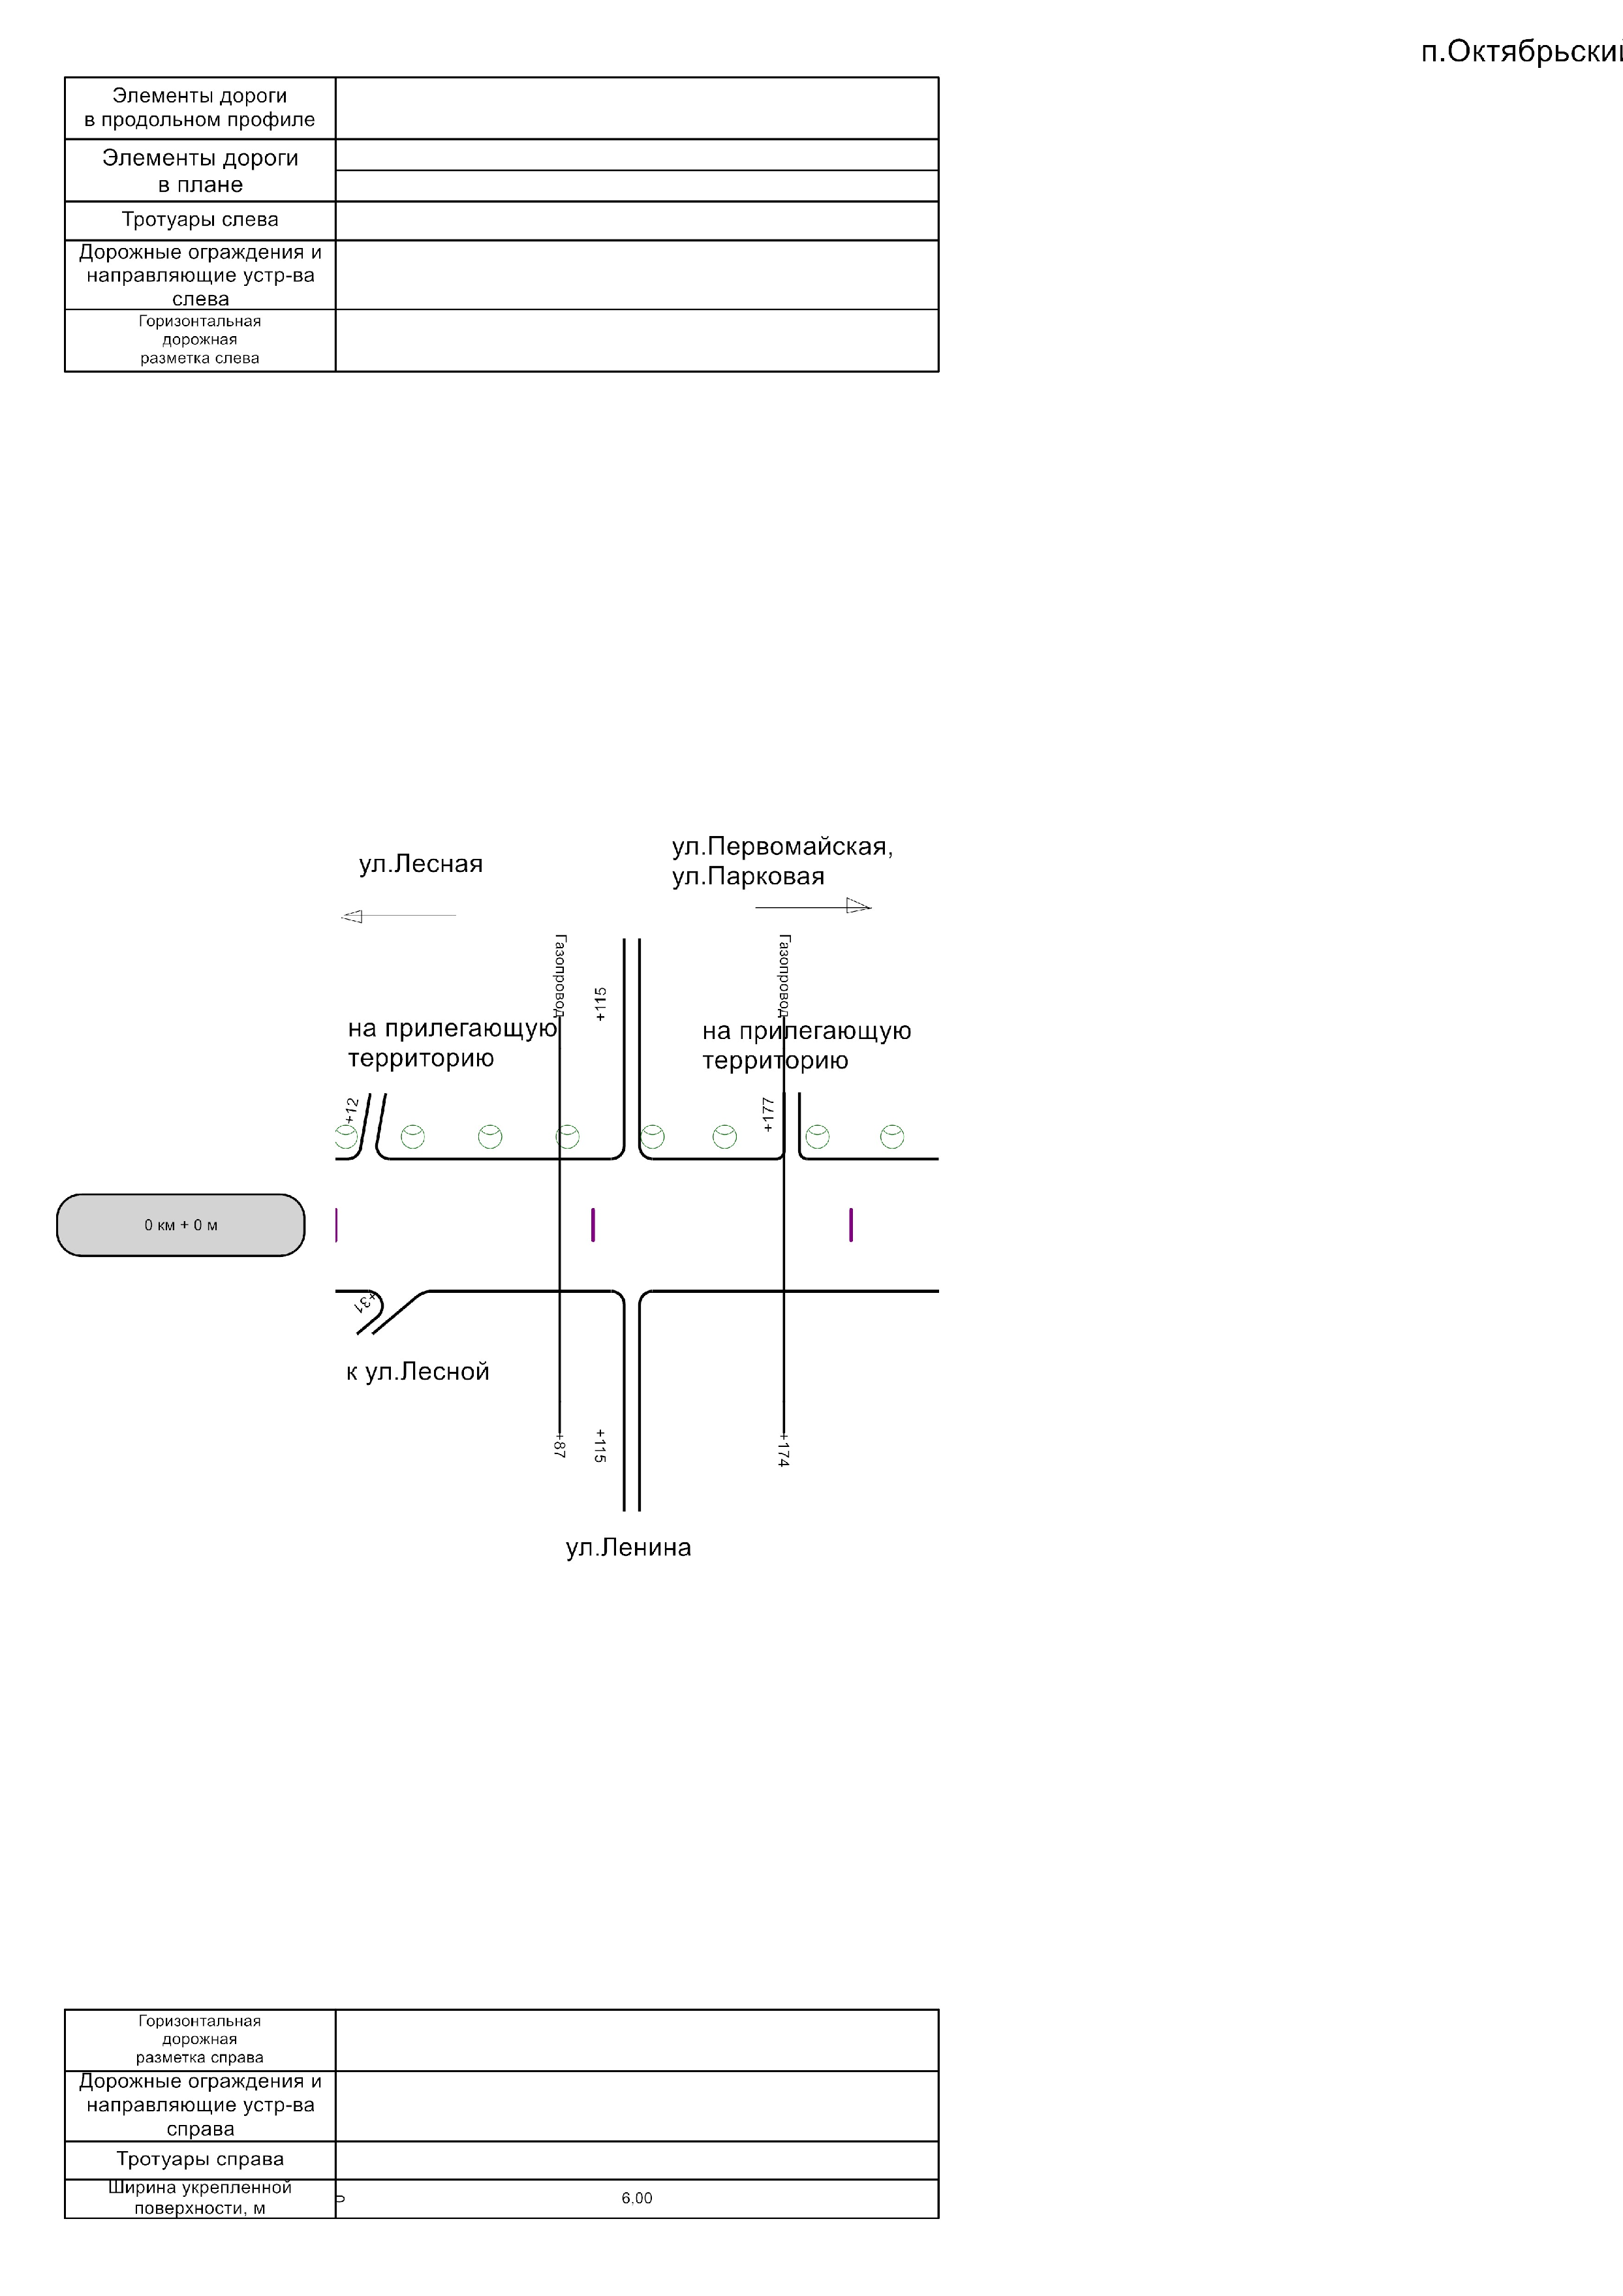 п.Октябрьский
Элементы дороги
в продольном профиле
Элементы дороги
в плане
Тротуары слева
Дорожные ограждения и
направляющие устр-ва
слева
Горизонтальная
дорожная
разметка слева
ул.Лесная
ул.Первомайская,
ул.Парковая
Газопровод
+115
Газопровод
на прилегающую
территорию
на прилегающую
территорию
+12
+177
0 км + 0 м
+31
к ул.Лесной
+87
+115
+174
ул.Ленина
Горизонтальная
дорожная
разметка справа
Дорожные ограждения и
направляющие устр-ва
справа
Тротуары справа
Ширина укрепленной
поверхности, м
6,00